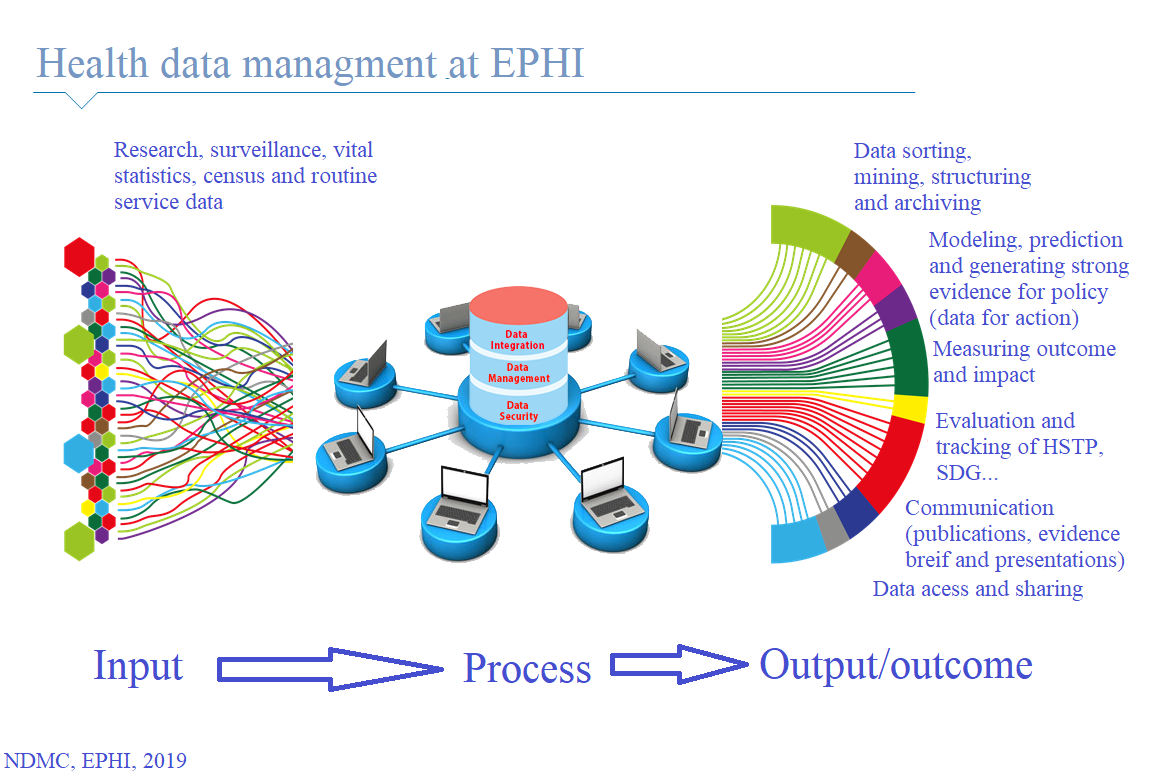 Health data managment at EPHI
Research, surveillance, vital
statistics, census and routine
service data
Data
Integration
Data
Management
Data
Security
Data sorting,
mining, structuring
and archiving
Modeling, prediction
and generating strong
evidence for policy
(data for action)
Measuring outcome
and impact
Evaluation and
tracking of HSTP,
SDG...
Communication
(publications, evidence
breif and presentations)
Data acess and sharing
Input
Process
Output/outcome
NDMC, EPHI, 2019